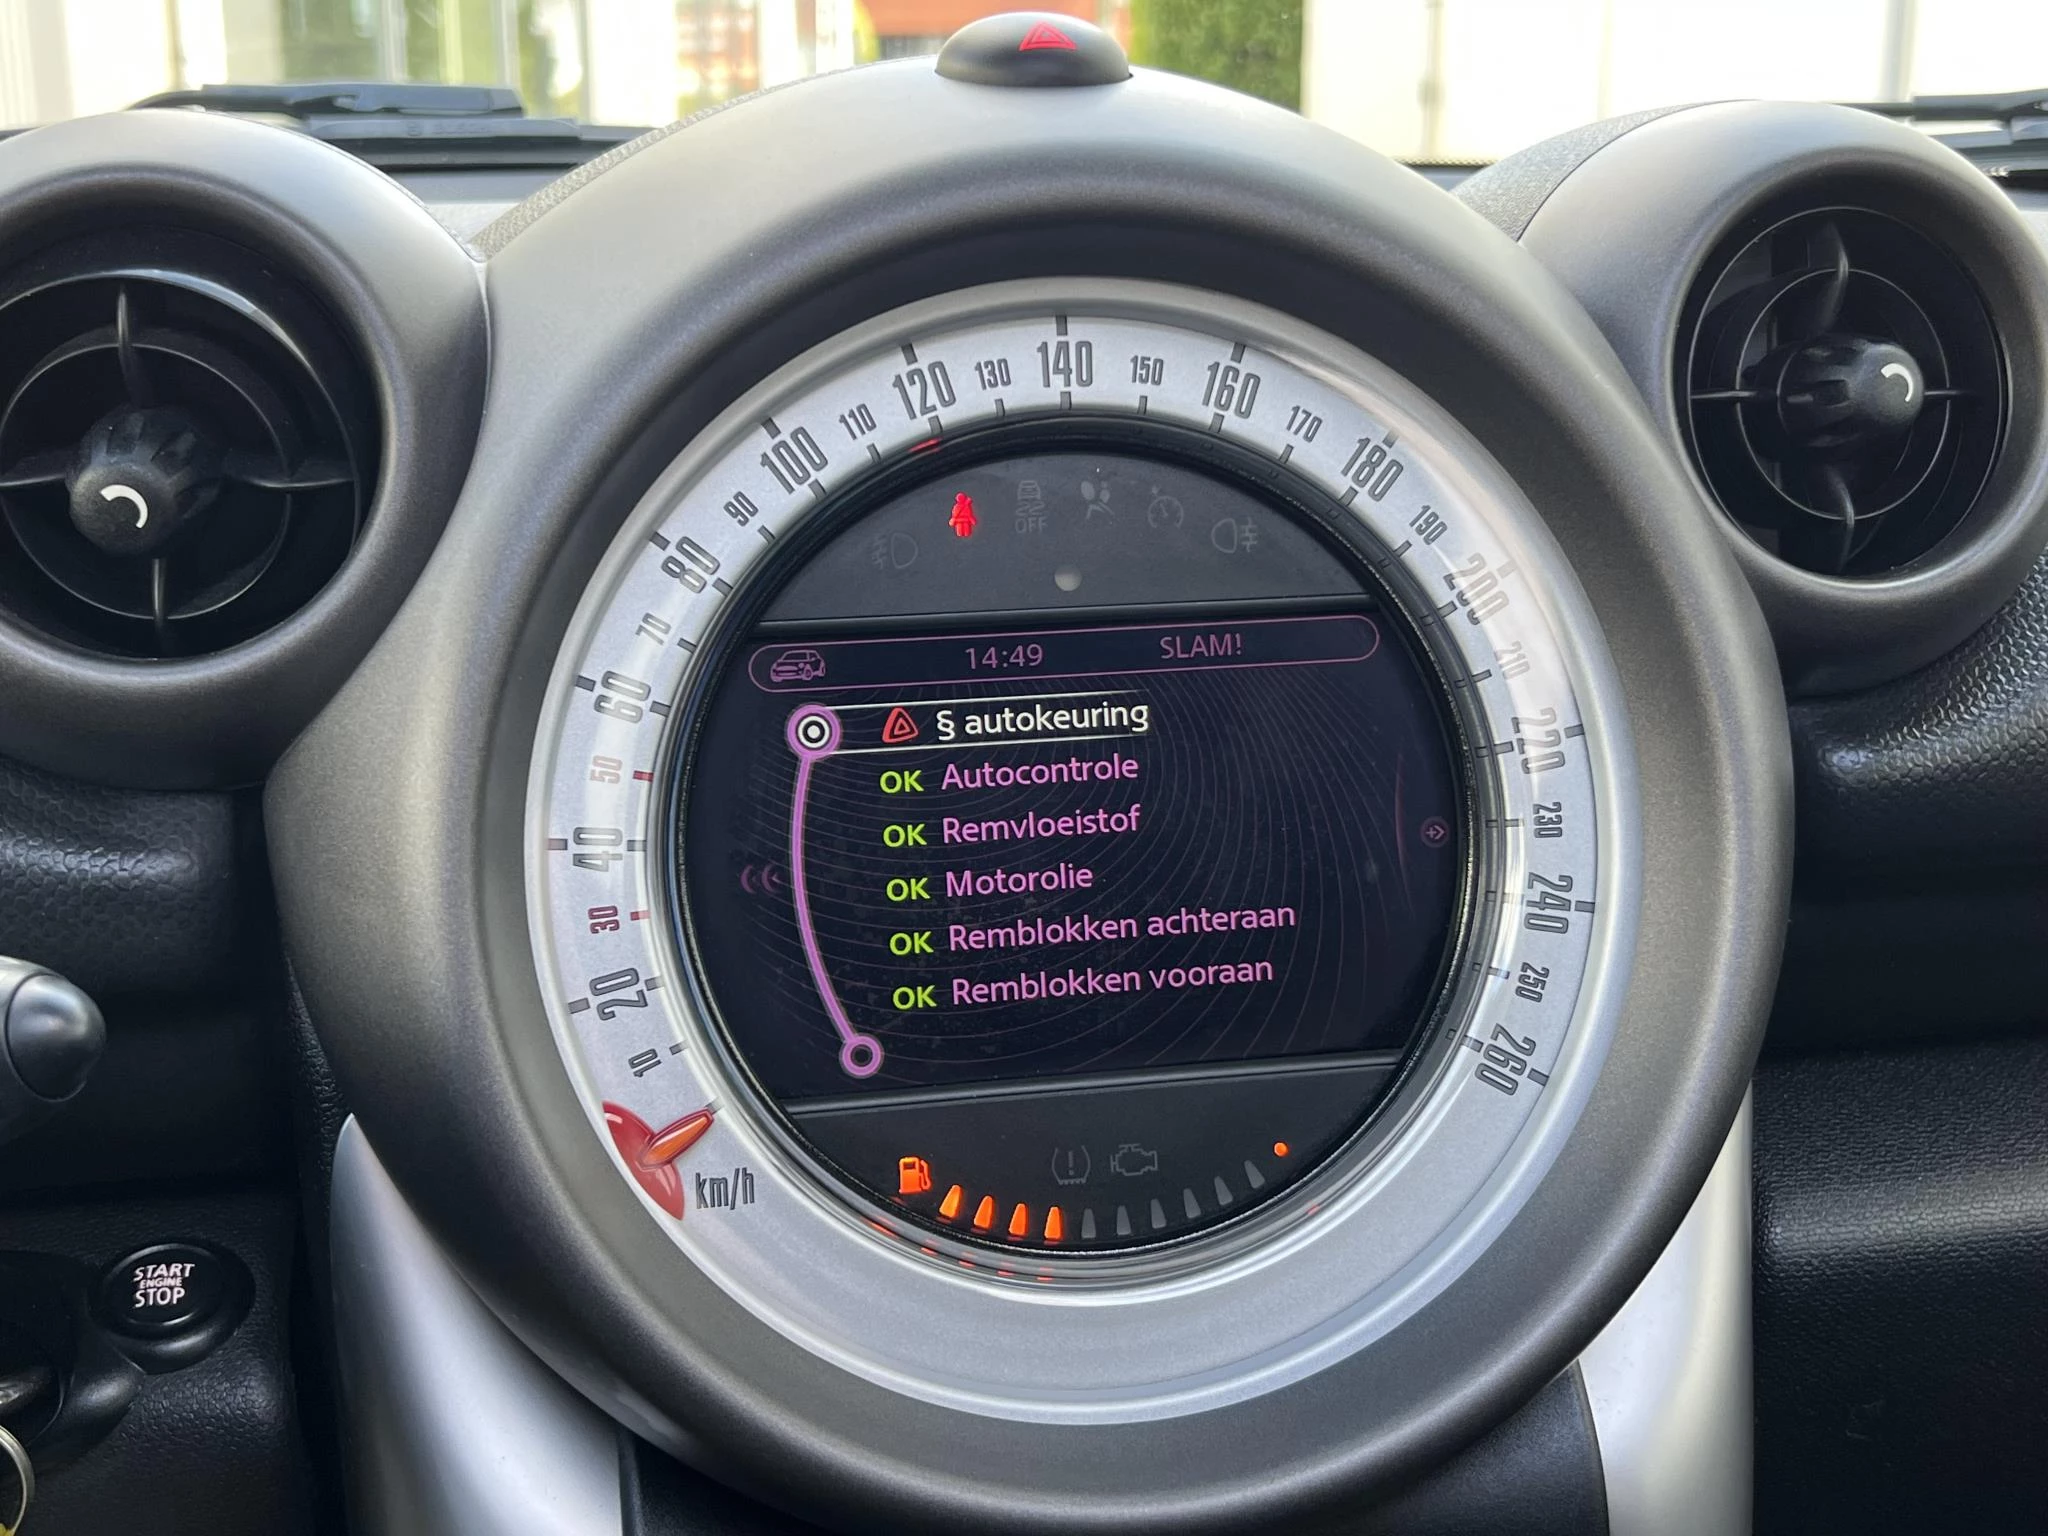 120 130 140 150 160
110 170
100 180
90 190
80 200
OFF
70 210
14:49 SLAM!
60 220
§ autokeuring
50 OK Autocontrole
40 OK Remvloeistof 230
OK Motorolie 240
30 OK Remblokken achteraan
20 OK Remblokken vooraan 250
10 260
km/h
START
ENGINE
STOP